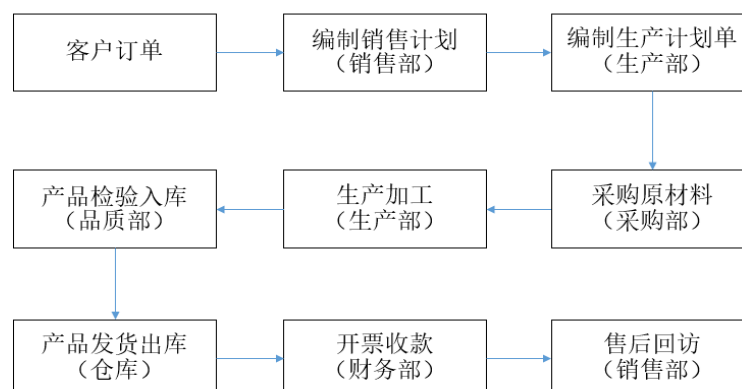 客户订单
编制销售计划
（销售部）
编制生产计划单
（生产部）
采购原材料
（采购部）
生产加工
（生产部）
产品检验入库
（品质部）
产品发货出库
（仓库）
开票收款
（财务部）
售后回访
（销售部）